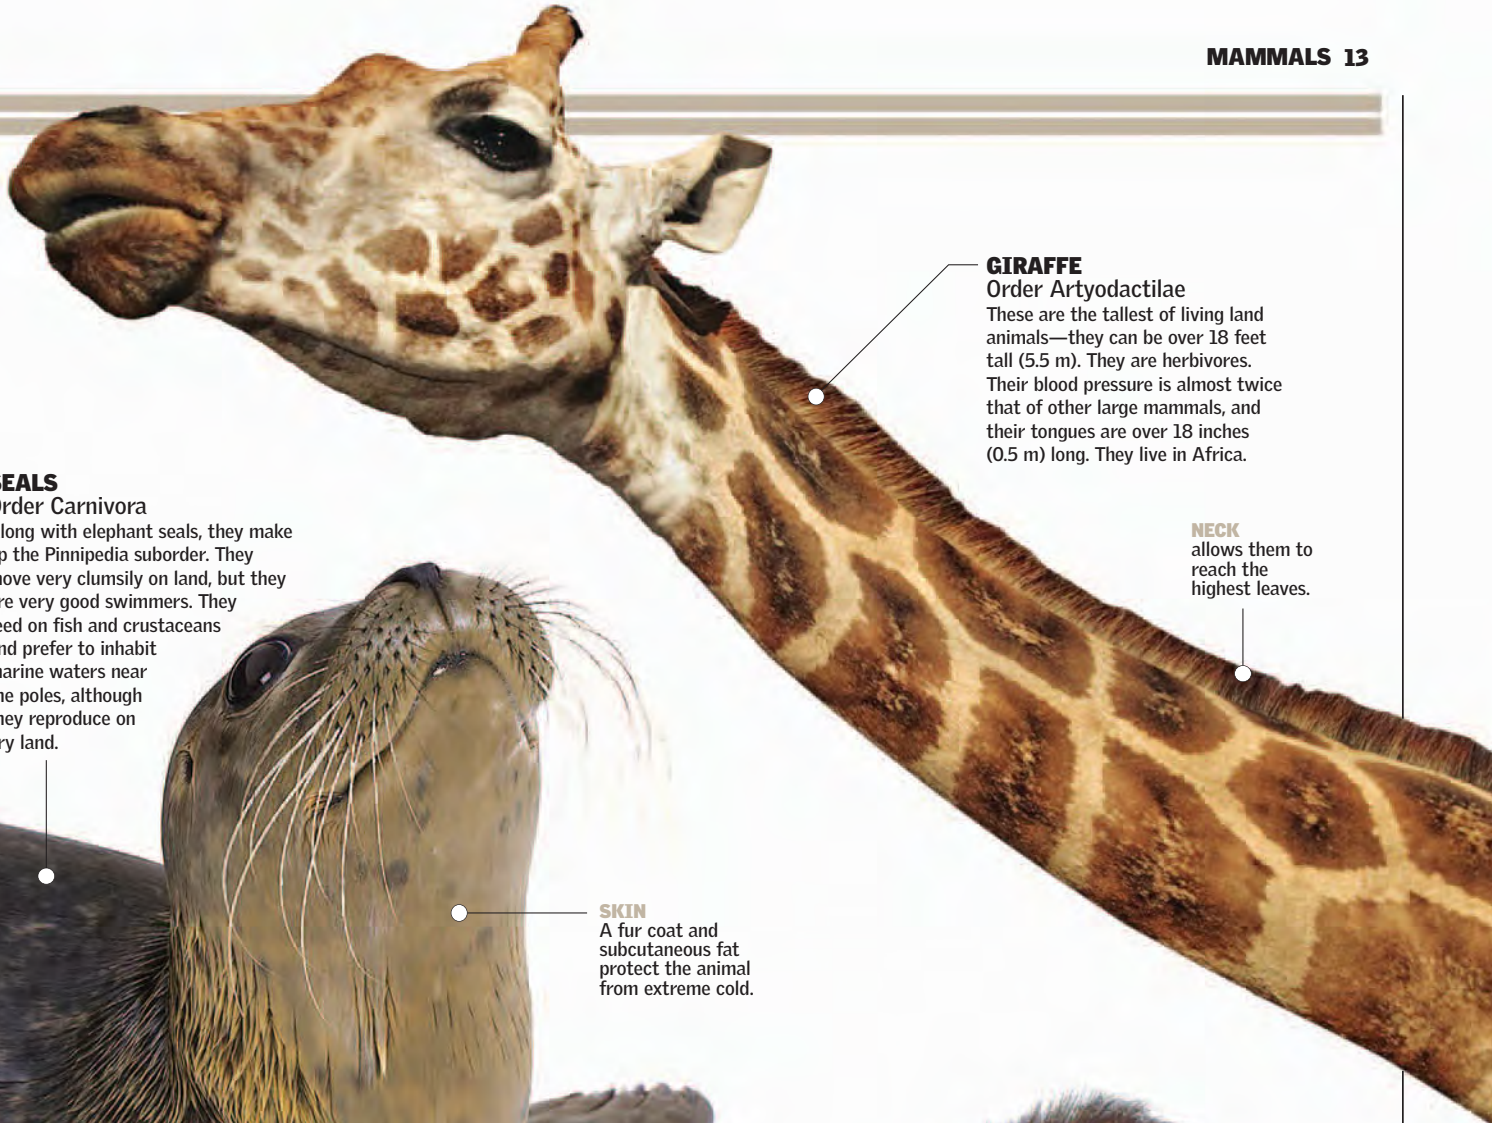 MAMMALS 13
GIRAFFE
Order Artyodactilae
These are the tallest of living land
animals—they can be over 18 feet
tall (5.5 m). They are herbivores.
Their blood pressure is almost twice
that of other large mammals, and
their tongues are over 18 inches
(0.5 m) long. They live in Africa.
SEALS
Order Carnivora
long with elephant seals, they make
p the Pinnipedia suborder. They
ove very clumsily on land, but they
re very good swimmers. They
eed on fish and crustaceans
nd prefer to inhabit
arine waters near
he poles, although
hey reproduce on
ry land.
NECK
allows them to
reach the
highest leaves.
SKIN
A fur coat and
subcutaneous fat
protect the animal
from extreme cold.